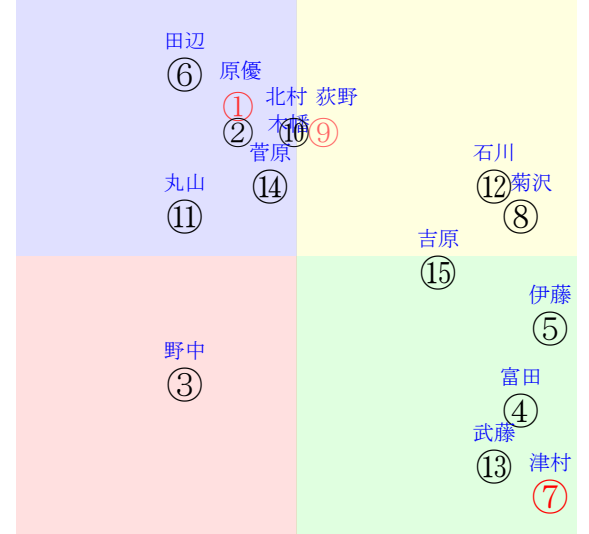 田辺
⑥
原優
①
北村 荻野
② 木幡 ⑩ ⑨
菅原
⑭
石川
⑫
菊沢
⑧
丸山
⑪
吉原
⑮
伊藤
⑤
野中
③
富田
④
武藤
⑬
津村
⑦